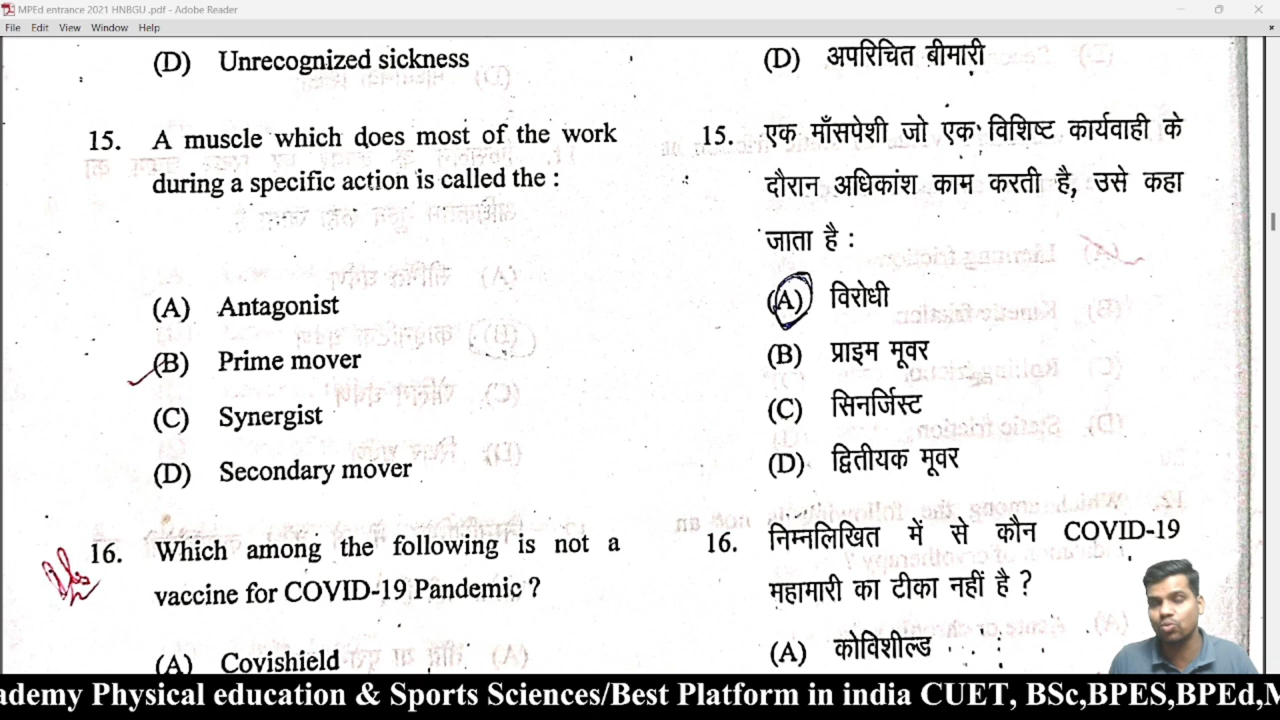 MPEd entrance 2021 HNBGU .pdf - Adobe Reader
File Edit View Window Help
(D) Unrecognized sickness
15. A muscle which does most of the work
during a specific action is called the :
(A) Antagonist
(B) Prime mover
(C) Synergist
(D) Secondary mover
16. Which among the following is not a
vaccine for COVID-19 Pandemic ?
(A) Covishield
(D) अपरिचित बीमारी
15. एक माँसपेशी जो एक विशिष्ट कार्यवाही के
दौरान अधिकांश काम करती है, उसे कहा
जाता है :
(A) विरोधी
(B) प्राइम मूवर
(C) सिनर्जिस्ट
(D) द्वितीयक मूवर
16. निम्नलिखित में से कौन COVID-19
महामारी का टीका नहीं है ?
(A) कोविशील्ड
ademy Physical education & Sports Sciences/Best Platform in india CUET, BSc,BPES,BPEd,M